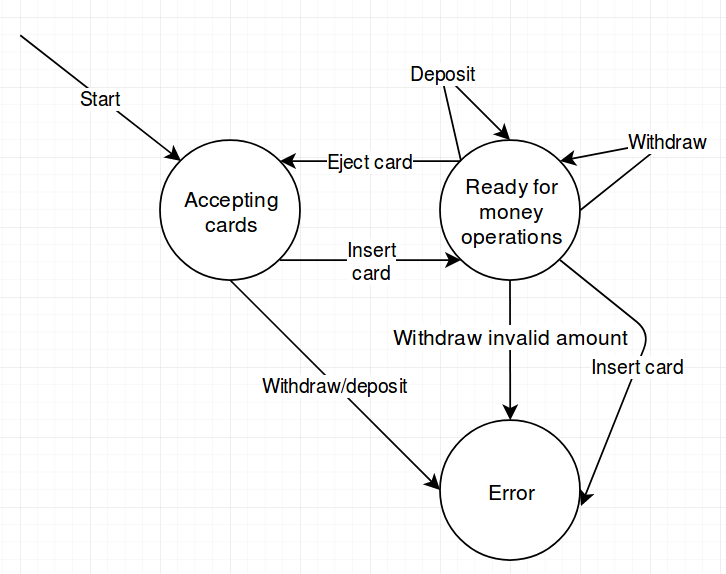 Deposit
Start
Withdraw
Eject card
Accepting
cards
Ready for
money
operations
Insert
card
Withdraw invalid amount
Insert card
Withdraw/deposit
Error